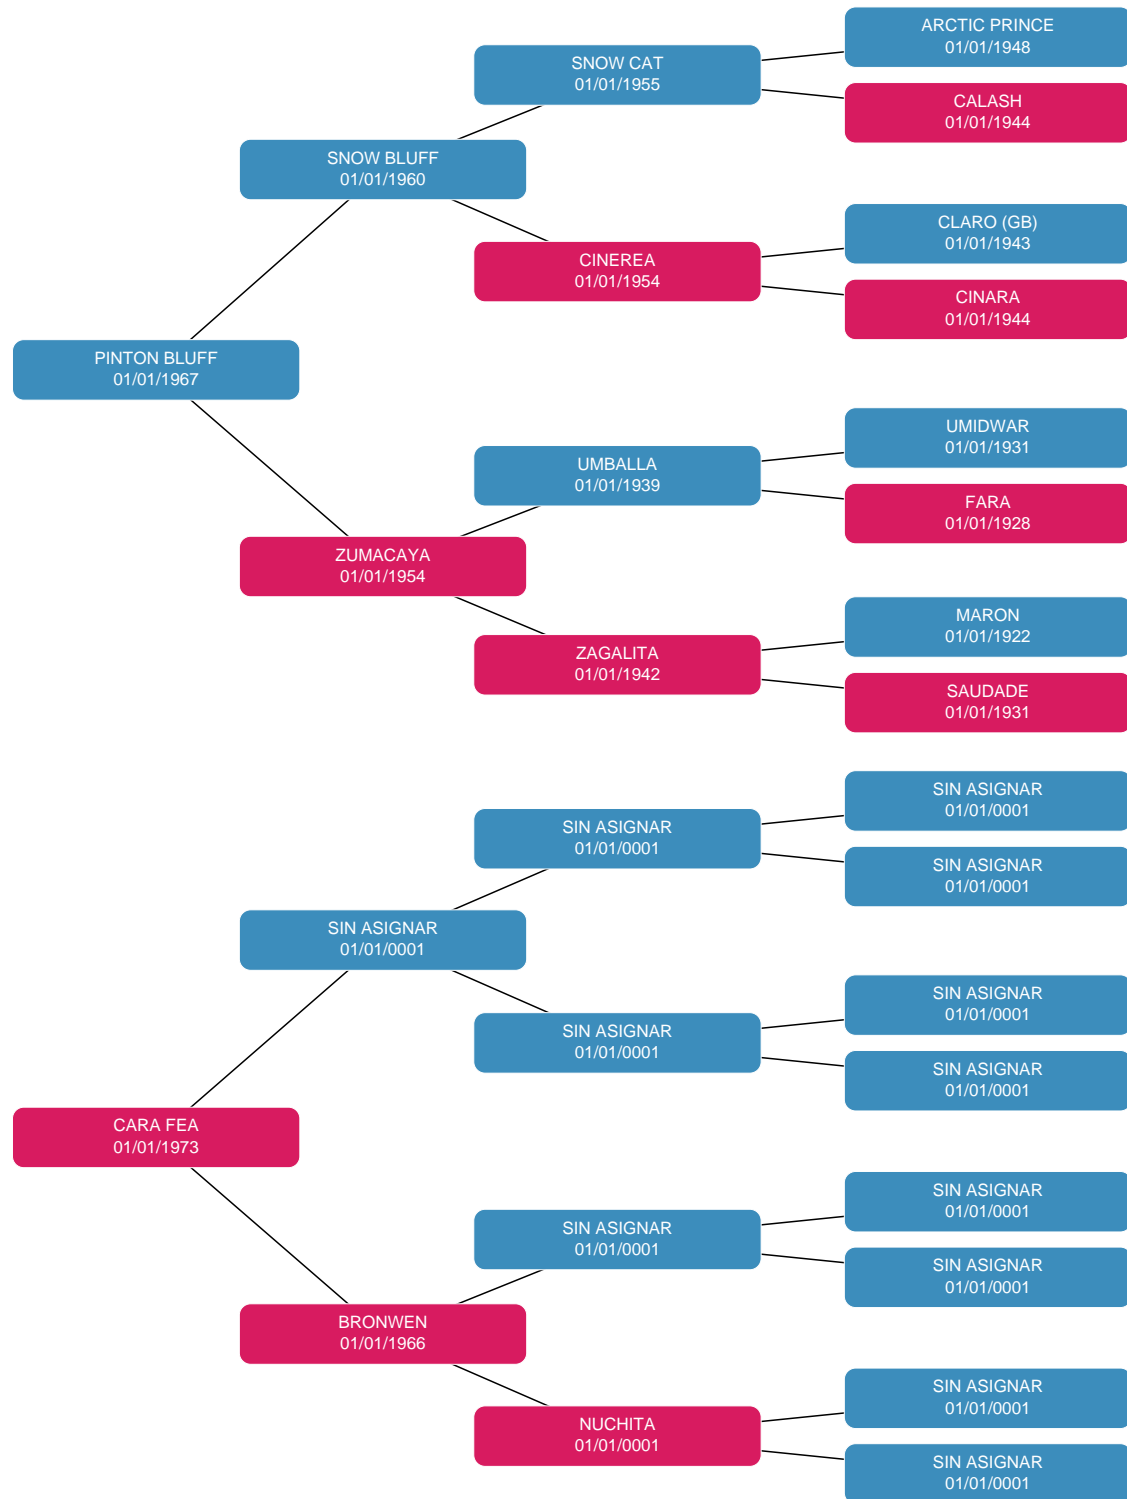 ARCTIC PRINCE
01/01/1948
SNOW CAT
01/01/1955
CALASH
01/01/1944
SNOW BLUFF
01/01/1960
CLARO (GB)
01/01/1943
CINEREA
01/01/1954
CINARA
01/01/1944
PINTON BLUFF
01/01/1967
UMIDWAR
01/01/1931
UMBALLA
01/01/1939
FARA
01/01/1928
ZUMACAYA
01/01/1954
MARON
01/01/1922
ZAGALITA
01/01/1942
SAUDADE
01/01/1931
SIN ASIGNAR
01/01/0001
SIN ASIGNAR
01/01/0001
SIN ASIGNAR
01/01/0001
SIN ASIGNAR
01/01/0001
SIN ASIGNAR
01/01/0001
SIN ASIGNAR
01/01/0001
SIN ASIGNAR
01/01/0001
CARA FEA
01/01/1973
SIN ASIGNAR
01/01/0001
SIN ASIGNAR
01/01/0001
SIN ASIGNAR
01/01/0001
BRONWEN
01/01/1966
SIN ASIGNAR
01/01/0001
NUCHITA
01/01/0001
SIN ASIGNAR
01/01/0001